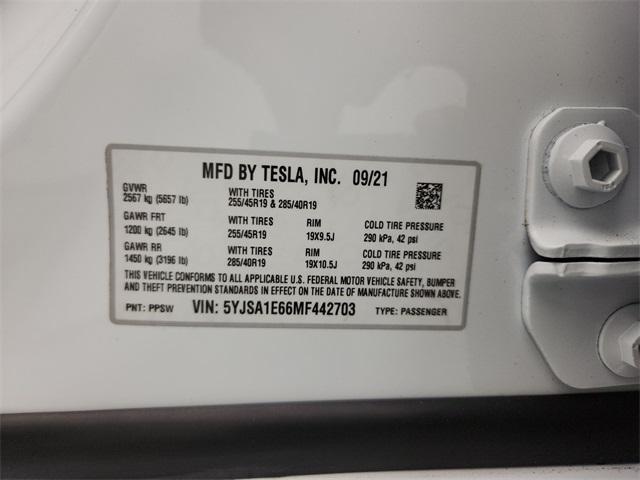 MFD BY TESLA, INC. 09/21
GVWR
2567 kg (5657 lb)
WITH TIRES
255/45R19 & 285/40R19
GAWR FRT
1200 kg (2645 lb)
WITH TIRES
255/45R19
RIM
19X9.5J
COLD TIRE PRESSURE
290 kPa, 42 psi
GAWR RR
1450 kg (3196 lb)
WITH TIRES
285/40R19
RIM
19X10.5J
COLD TIRE PRESSURE
290 kPa, 42 psi
THIS VEHICLE CONFORMS TO ALL APPLICABLE U.S. FEDERAL MOTOR VEHICLE SAFETY, BUMPER
AND THEFT PREVENTION STANDARDS IN EFFECT ON THE DATE OF MANUFACTURE SHOWN ABOVE.
PNT: PPSW VIN: 5YJSA1E66MF442703 TYPE: PASSENGER